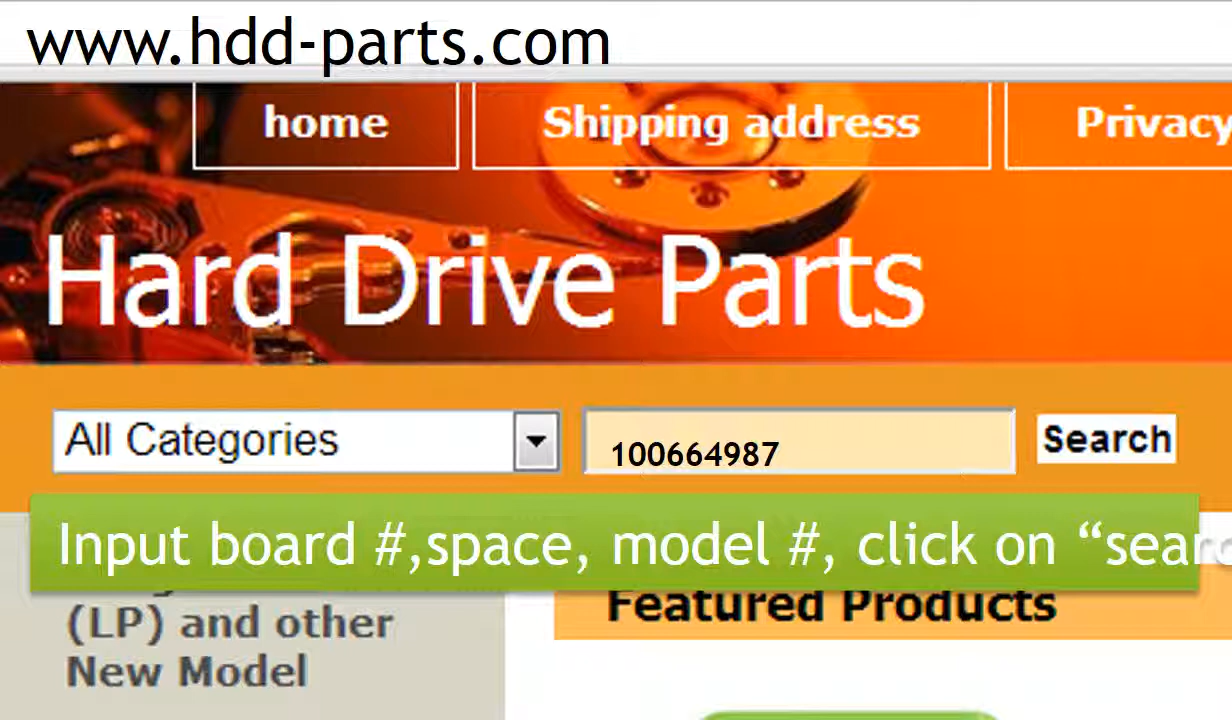 www.hdd-parts.com
home
Shipping address
Privacy
Hard Drive Parts
All Categories
100664987
Search
Input board #,space, model #, click on “searc
(LP) and other
New Model
Featured Products